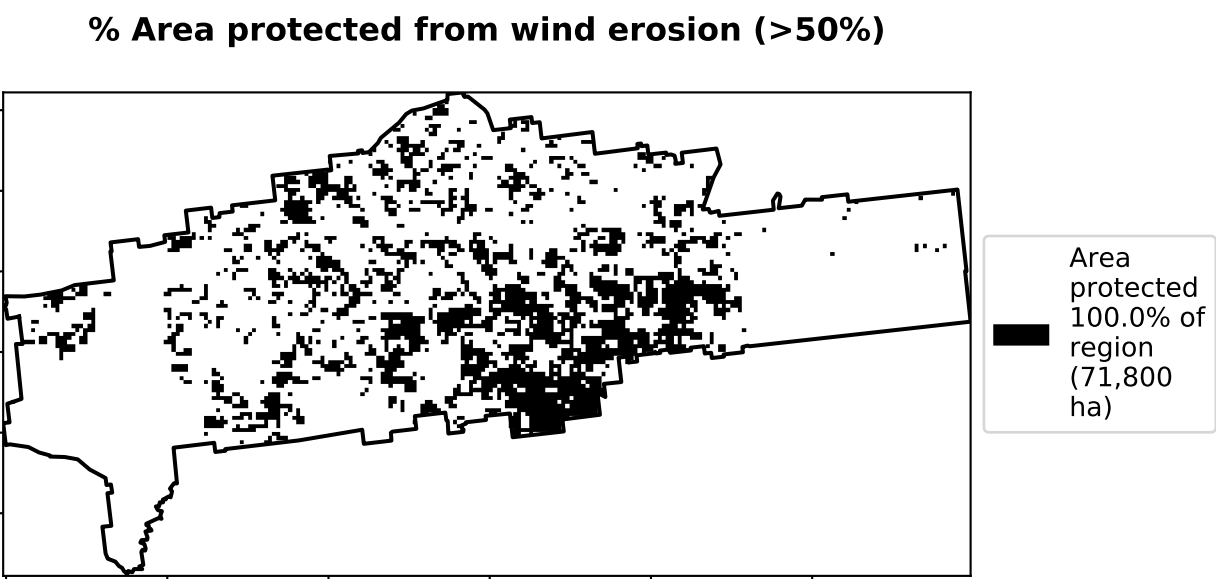 % Area protected from wind erosion (>50%)
Area
protected
100.0% of
region
(71,800
ha)